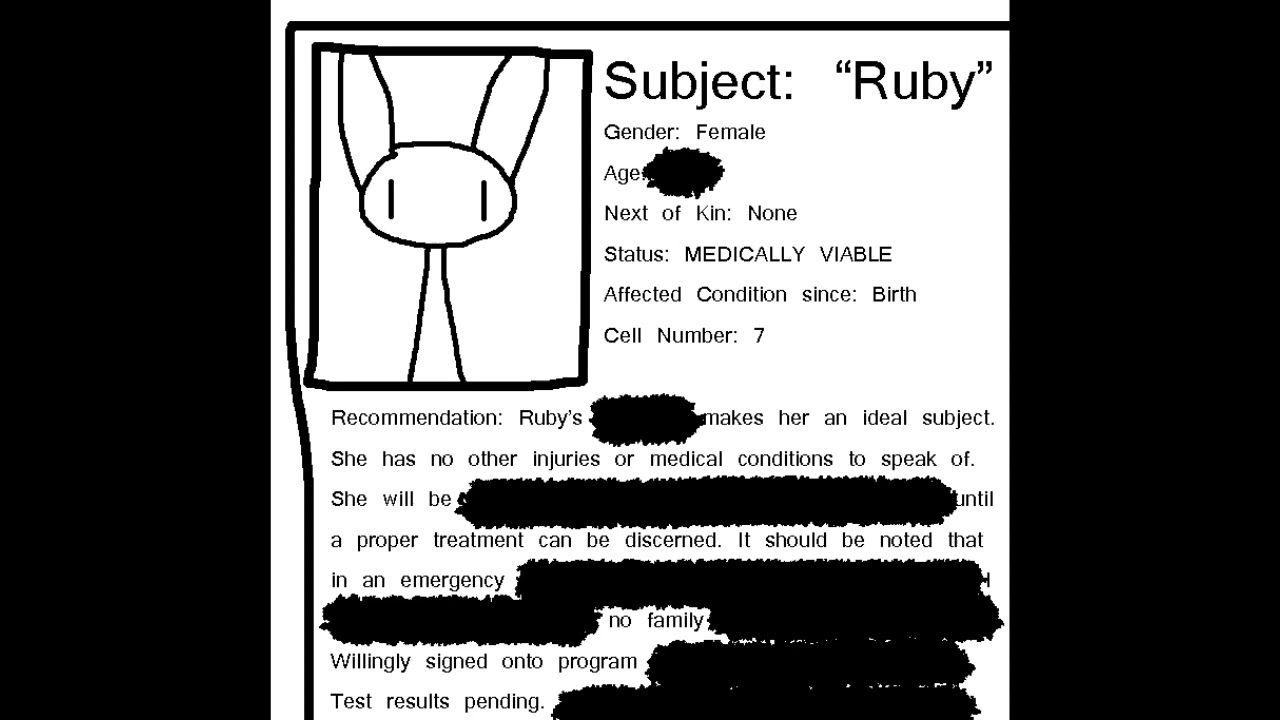 Subject: “Ruby”
Gender: Female
Age:
Next of Kin: None
Status: MEDICALLY VIABLE
Affected Condition since: Birth
Cell Number: 7
Recommendation: Ruby’s makes her an ideal subject.
She has no other injuries or medical conditions to speak of.
She will be until
a proper treatment can be discerned. It should be noted that
in an emergency
no family
Willingly signed onto program
Test results pending.